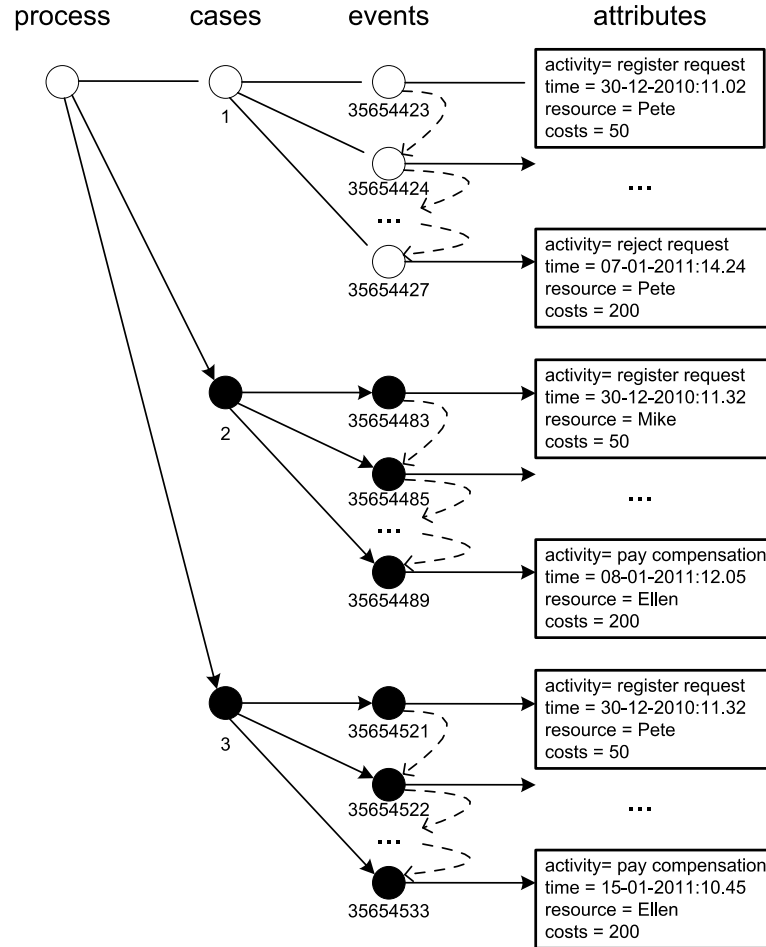 process cases events attributes
activity= register request
time = 30-12-2010:11.02
resource = Pete
costs = 50
35654423
1
35654424
...
...
activity= reject request
time = 07-01-2011:14.24
resource = Pete
costs = 200
35654427
activity= register request
time = 30-12-2010:11.32
resource = Mike
costs = 50
35654483
2
35654485
...
...
activity= pay compensation
time = 08-01-2011:12.05
resource = Ellen
costs = 200
35654489
activity= register request
time = 30-12-2010:11.32
resource = Pete
costs = 50
35654521
3
35654522
...
...
activity= pay compensation
time = 15-01-2011:10.45
resource = Ellen
costs = 200
35654533